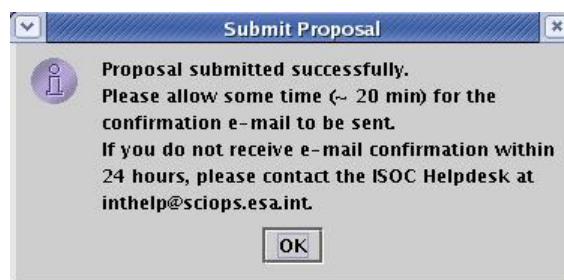 Submit Proposal
Proposal submitted successfully.
Please allow some time (~ 20 min) for the
confirmation e-mail to be sent.
If you do not receive e-mail confirmation within
24 hours, please contact the ISOC Helpdesk at
inthelp@sciops.esa.int.
OK